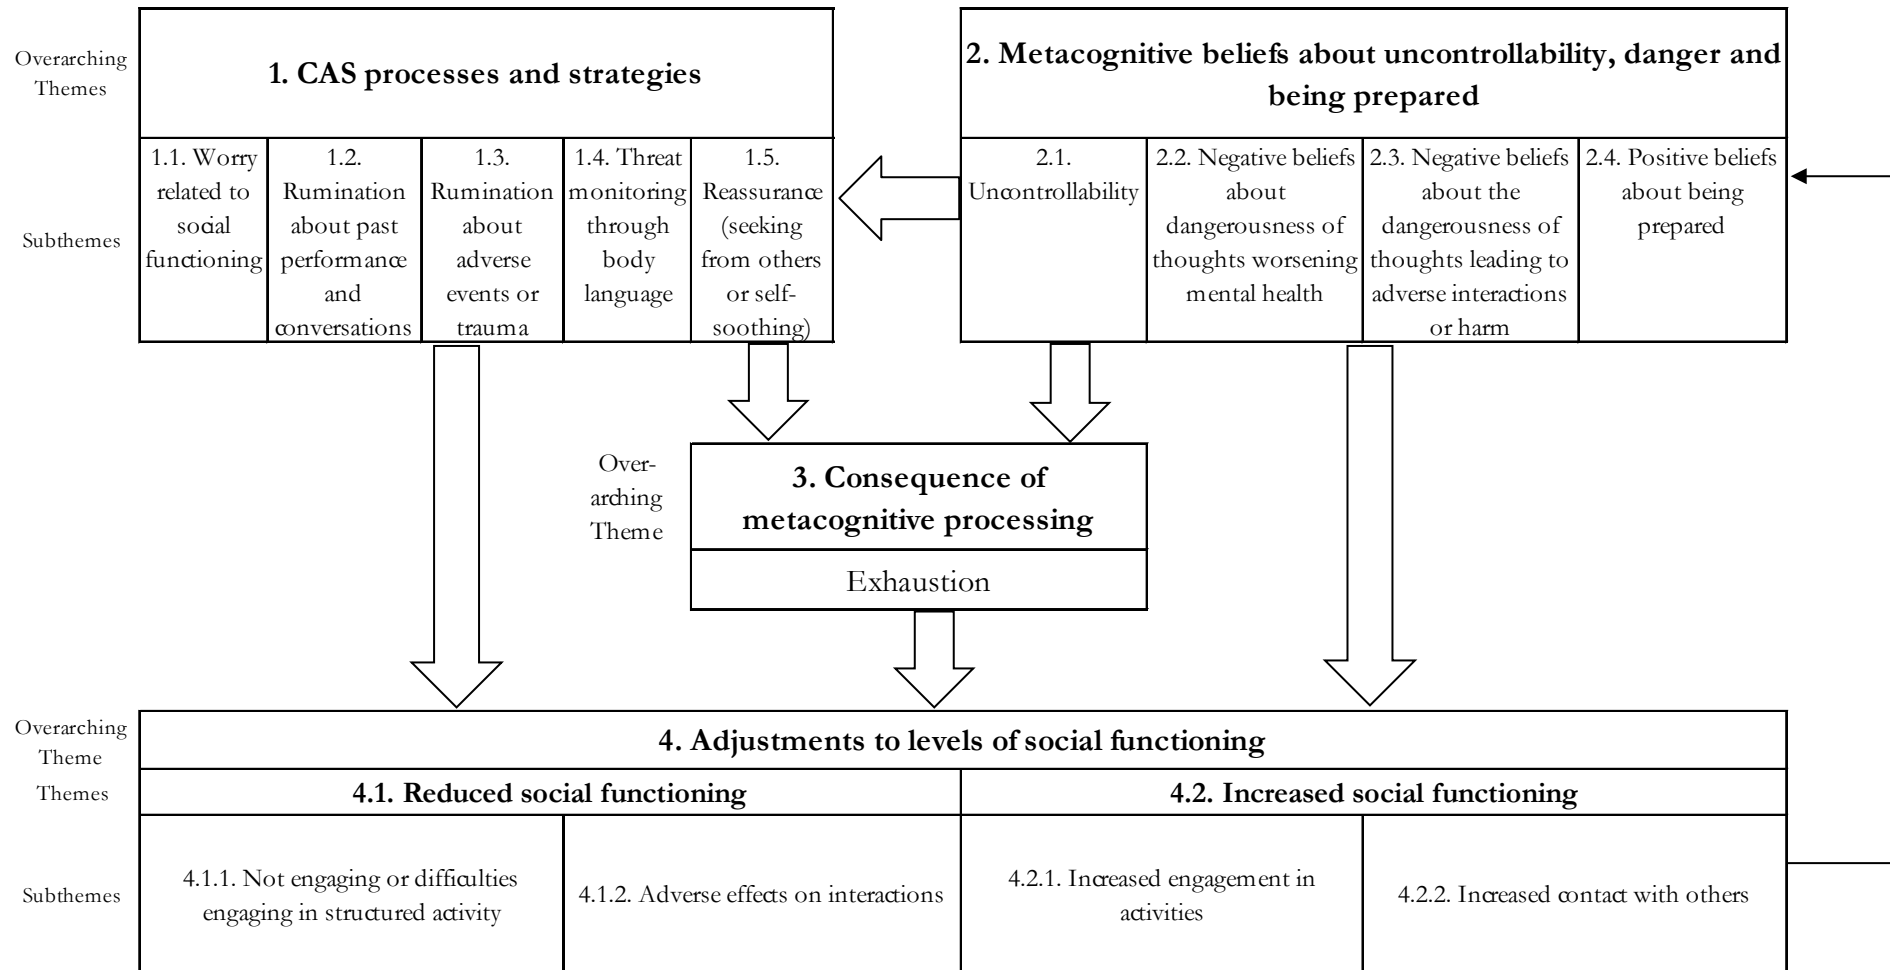 Overarching
Themes
1. CAS processes and strategies
2. Metacognitive beliefs about uncontrollability, danger and
being prepared
Subthemes
1.1. Worry
related to
social
functioning
1.2.
Rumination
about past
performance
and
conversations
1.3.
Rumination
about
adverse
events or
trauma
1.4. Threat
monitoring
through
body
language
1.5.
Reassurance
(seeking
from others
or self-
soothing)
2.1.
Uncontrollability
2.2. Negative beliefs
about
dangerousness of
thoughts worsening
mental health
2.3. Negative beliefs
about the
dangerousness of
thoughts leading to
adverse interactions
or harm
2.4. Positive beliefs
about being
prepared
Over-
arching
Theme
3. Consequence of
metacognitive processing
Exhaustion
Overarching
Theme
4. Adjustments to levels of social functioning
Themes
4.1. Reduced social functioning
4.2. Increased social functioning
Subthemes
4.1.1. Not engaging or difficulties
engaging in structured activity
4.1.2. Adverse effects on interactions
4.2.1. Increased engagement in
activities
4.2.2. Increased contact with others